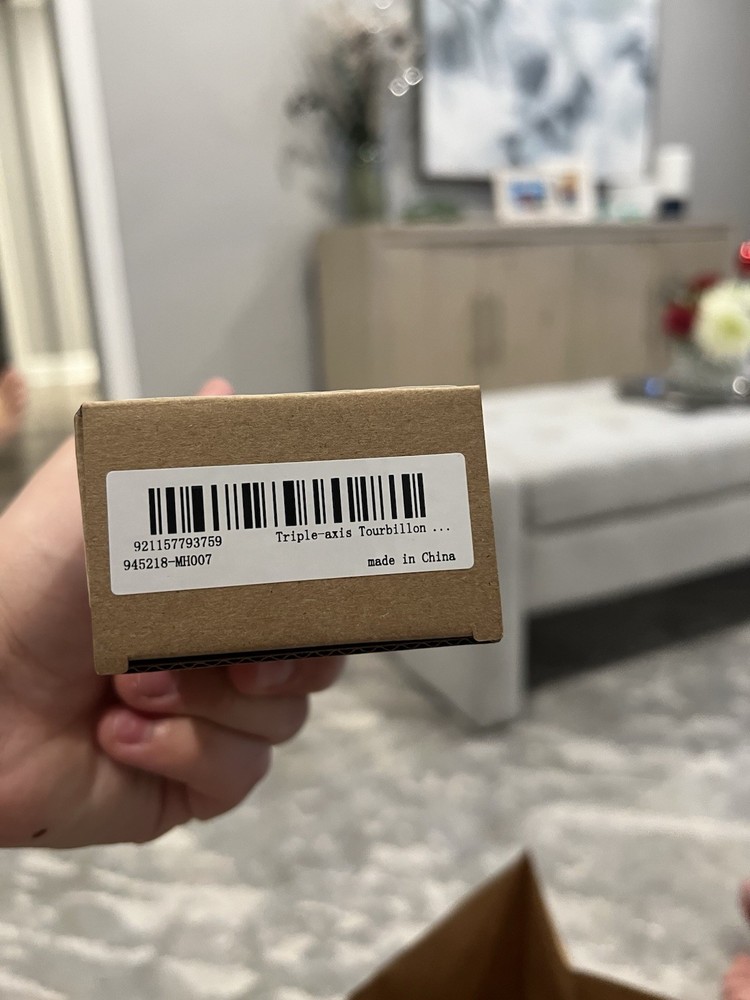 921157793759 Triple-axis Tourbillon ...
945218-MH007 made in China